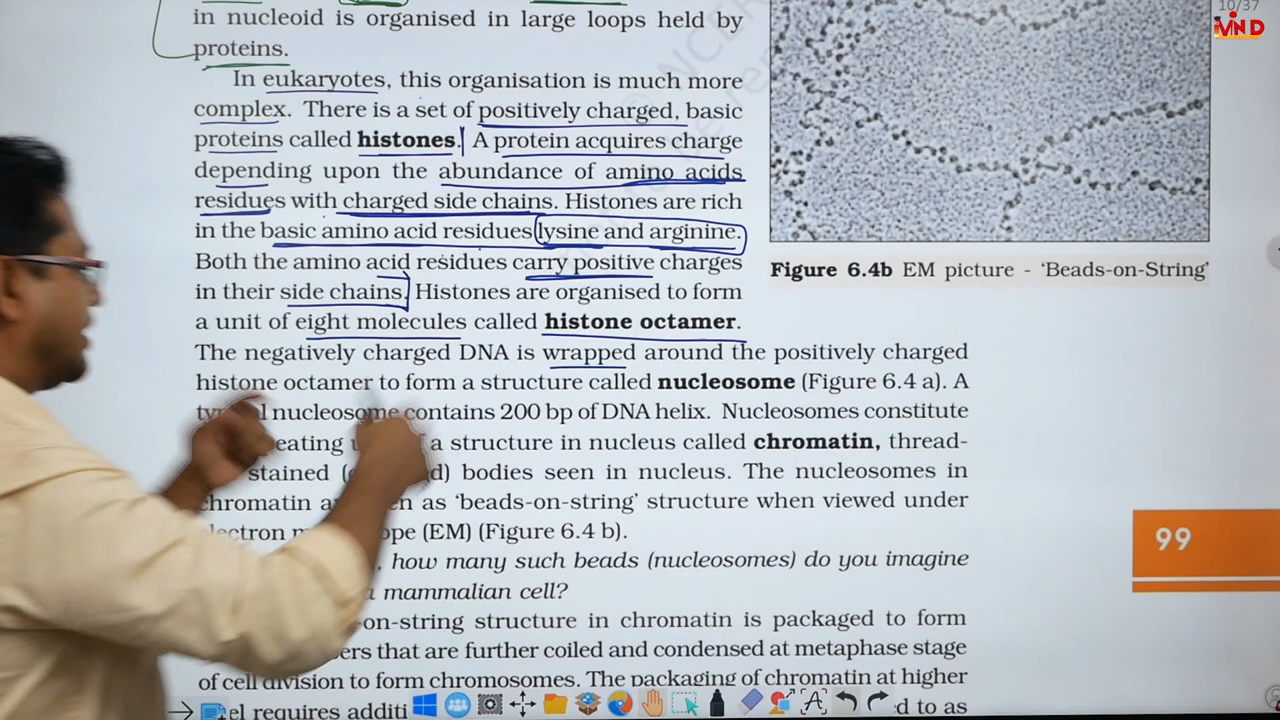 in nucleoid is organised in large loops held by
proteins.
In eukaryotes, this organisation is much more
complex. There is a set of positively charged, basic
proteins called histones. A protein acquires charge
depending upon the abundance of amino acids
residues with charged side chains. Histones are rich
in the basic amino acid residues lysine and arginine.
Both the amino acid residues carry positive charges
in their side chains. Histones are organised to form
a unit of eight molecules called histone octamer.
The negatively charged DNA is wrapped around the positively charged
histone octamer to form a structure called nucleosome (Figure 6.4 a). A
nucleosome contains 200 bp of DNA helix. Nucleosomes constitute
a structure in nucleus called chromatin, thread-
stained bodies seen in nucleus. The nucleosomes in
chromatin as 'beads-on-string' structure when viewed under
(EM) (Figure 6.4 b).
, how many such beads (nucleosomes) do you imagine
mammalian cell?
-on-string structure in chromatin is packaged to form
that are further coiled and condensed at metaphase stage
of cell division to form chromosomes. The packaging of chromatin at higher
requires to as
Figure 6.4b EM picture - 'Beads-on-String'
99
10/37
MIND